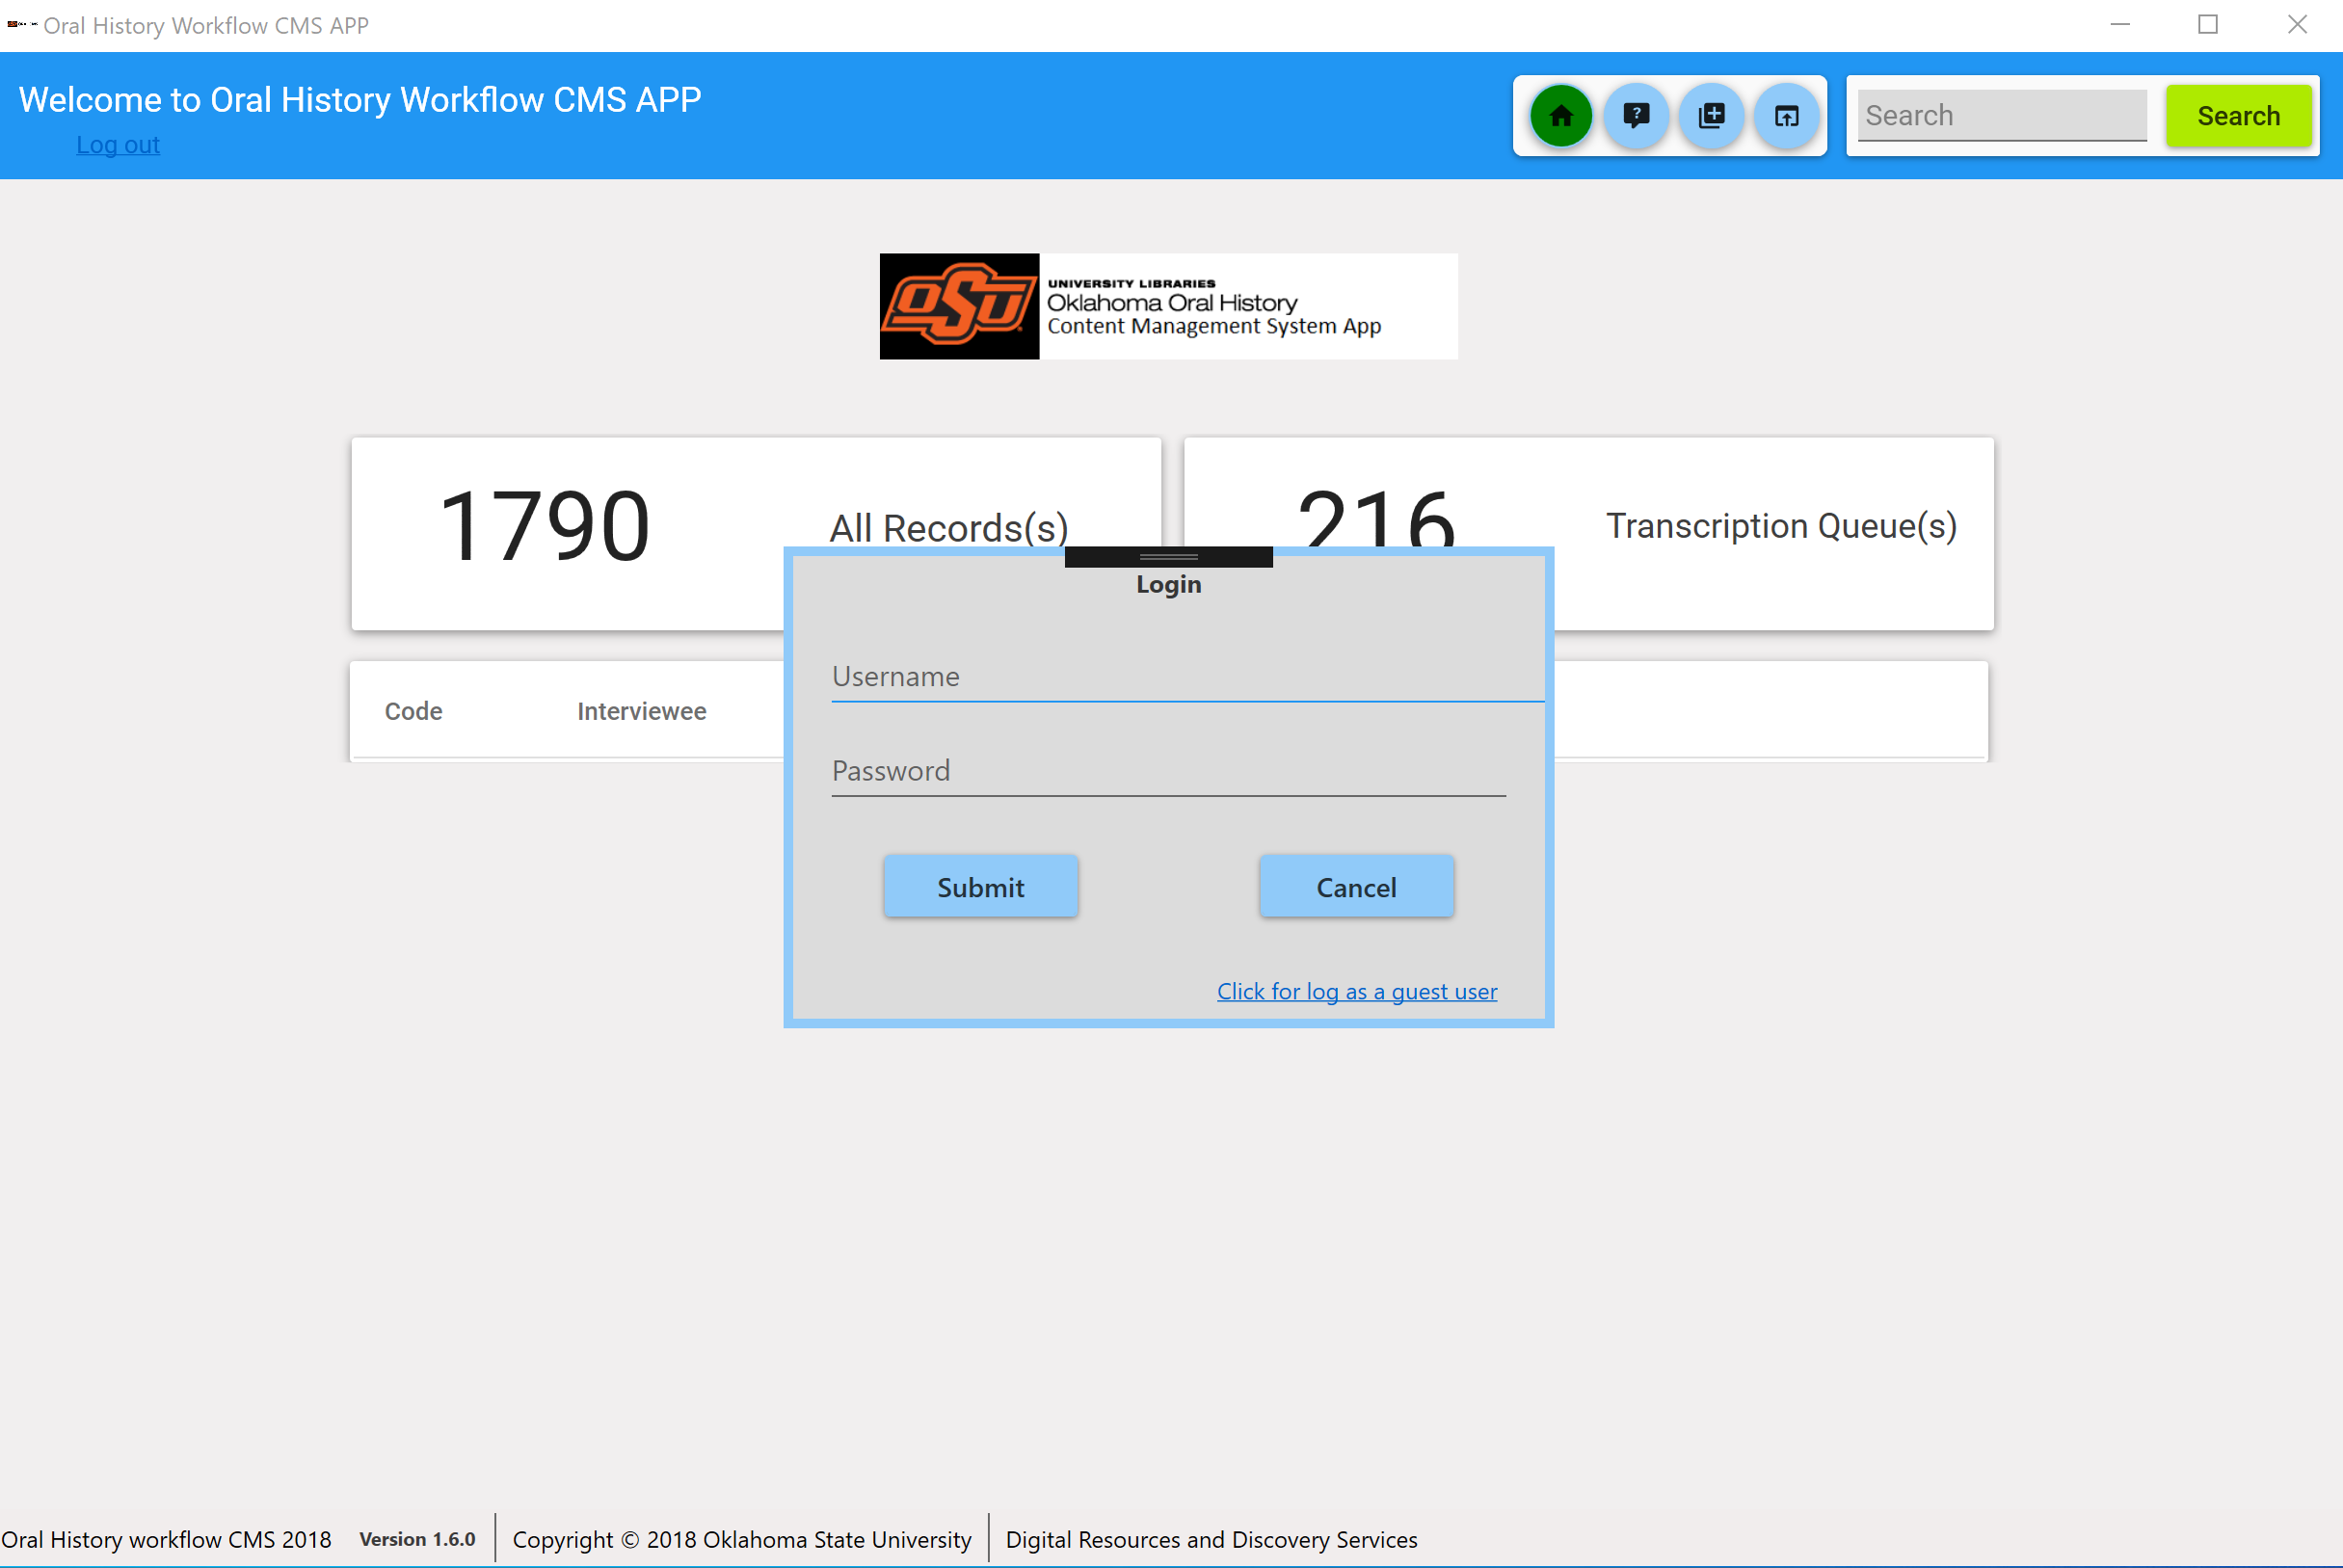 Oral History Workflow CMS APP
Welcome to Oral History Workflow CMS APP
Log out
Search
Search
OSU
UNIVERSITY LIBRARIES
Oklahoma Oral History
Content Management System App
1790
All Records(s)
216
Transcription Queue(s)
Code
Interviewee
Login
Username
Password
Submit
Cancel
Click for log as a guest user
Oral History workflow CMS 2018
Version 1.6.0
Copyright © 2018 Oklahoma State University
Digital Resources and Discovery Services